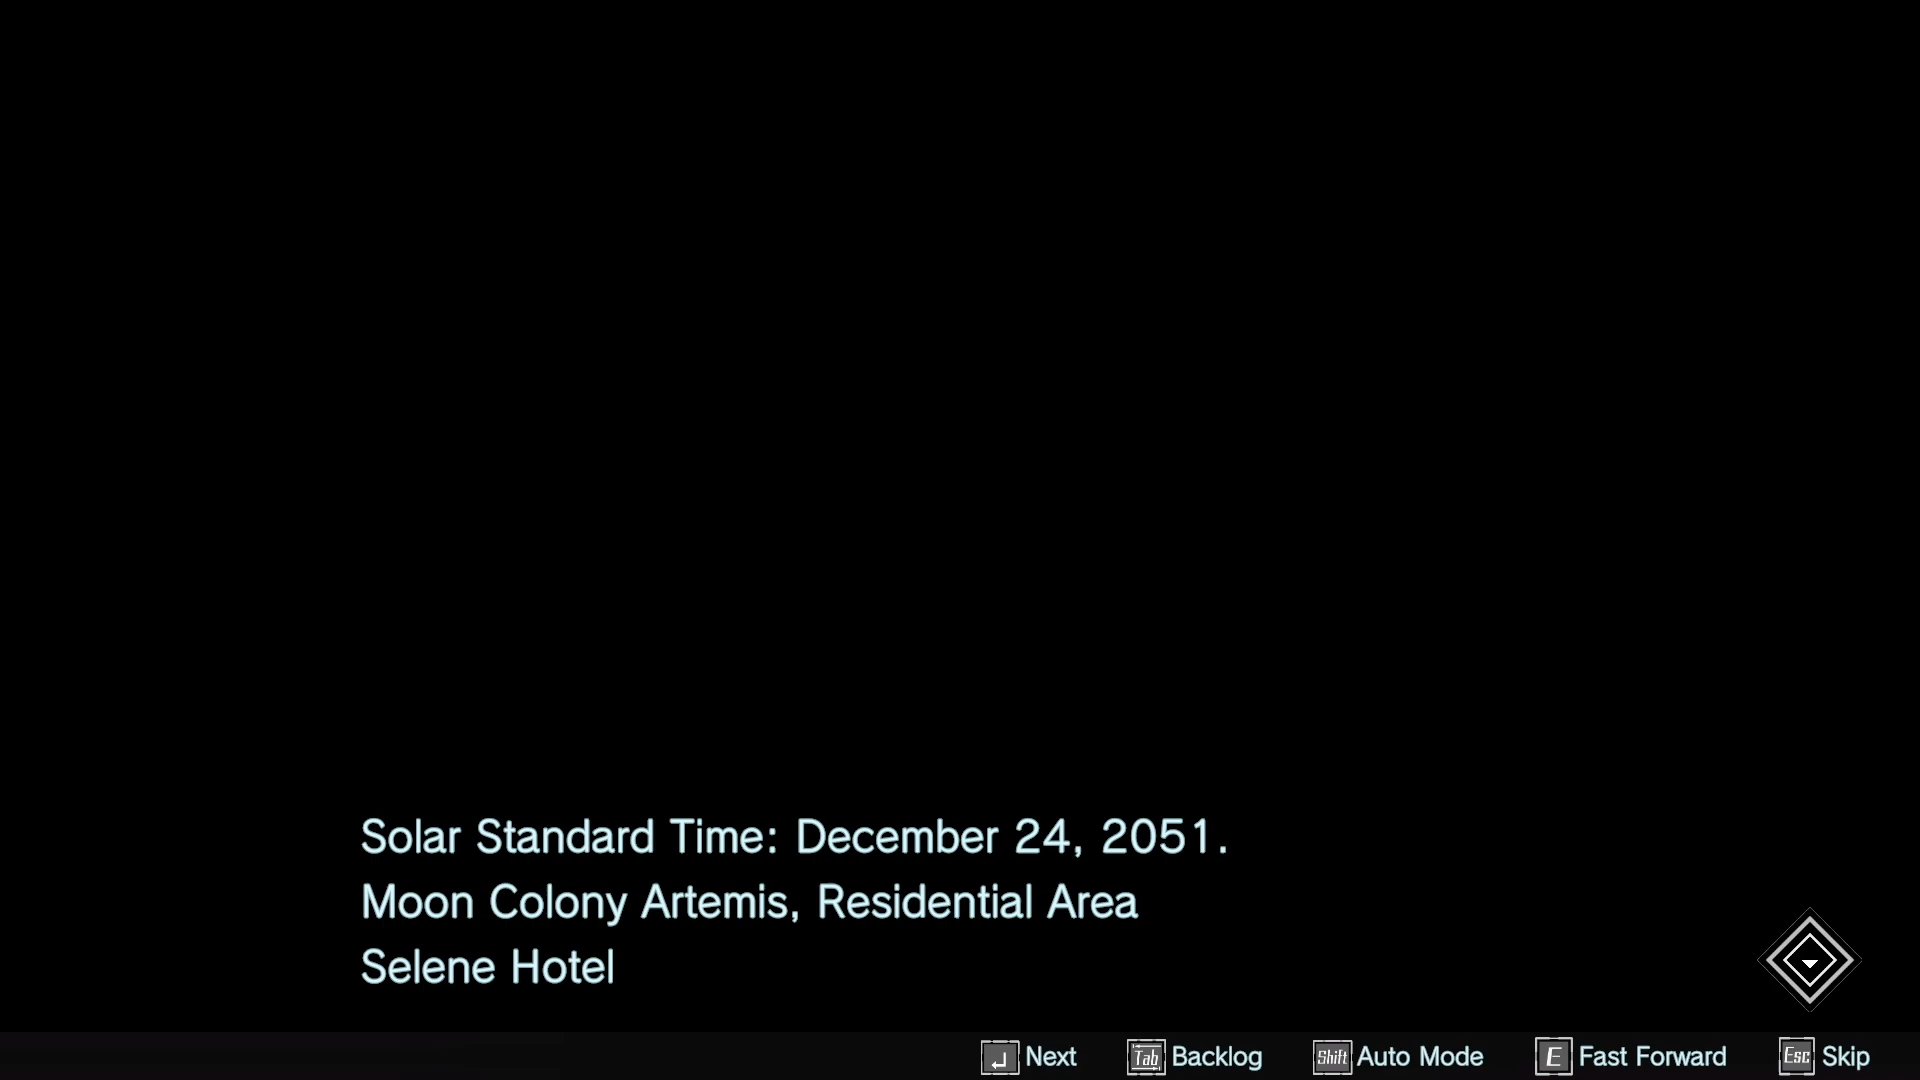 Solar Standard Time: December 24, 2051.
Moon Colony Artemis, Residential Area
Selene Hotel
Next Tab Backlog Shift Auto Mode E Fast Forward Esc Skip